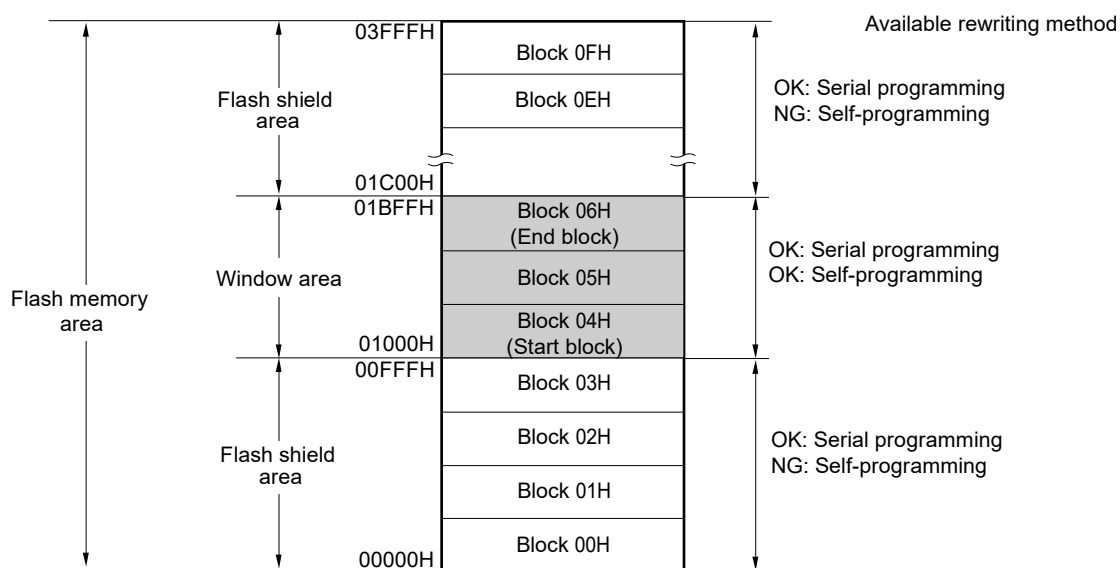 Available rewriting method
03FFFH
Block 0FH
Block 0EH
Flash shield
area
OK: Serial programming
NG: Self-programming
01C00H
01BFFH
Block 06H
(End block)
Block 05H
Block 04H
(Start block)
Window area
OK: Serial programming
OK: Self-programming
Flash memory
area
01000H
00FFFH
Block 03H
Block 02H
Block 01H
Block 00H
Flash shield
area
OK: Serial programming
NG: Self-programming
00000H